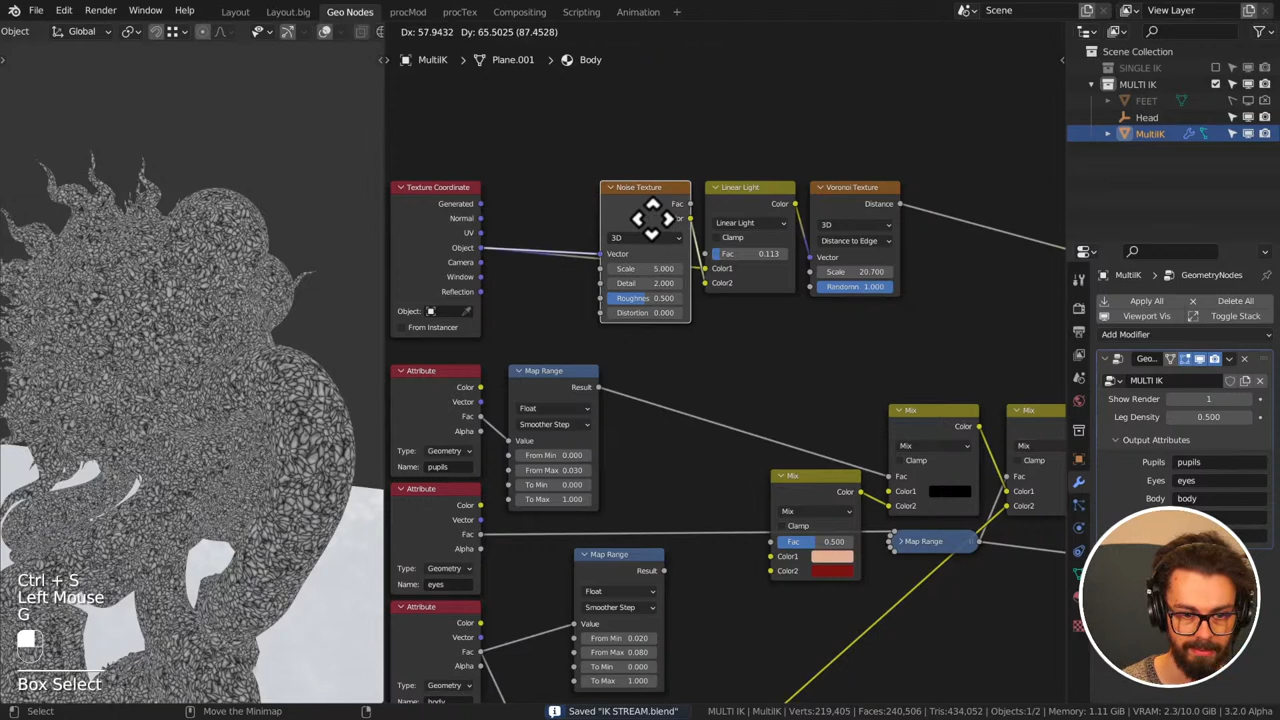 File Edit Render Window Help Layout Layout.big Geo Nodes procMod procTex Compositing Scripting Animation + Scene View Layer
Object Global Dx: 57.9432 Dy: 65.5025 (87.4528)
MultiIK > Plane.001 > Body
Scene Collection
SINGLE IK
MULTI IK
FEET
Head
MultiIK
Texture Coordinate
Generated
Normal
UV
Object
Camera
Window
Reflection
Object:
From Instancer
Noise Texture
Fac
3D
Vector
Scale 5.000
Detail 2.000
Roughnes 0.500
Distortion 0.000
Linear Light
Color
Linear Light
Clamp
Fac 0.113
Color1
Color2
Voronoi Texture
Distance
3D
Distance to Edge
Vector
Scale 20.700
Randomn 1.000
MultiIK > GeometryNodes
Apply All Delete All
Viewport Vis Toggle Stack
Add Modifier
Geo..
MULTI IK
Show Render 1
Leg Density 0.500
Output Attributes
Pupils pupils
Eyes eyes
Body body
Attribute
Color
Vector
Fac
Alpha
Type: Geometry
Name: pupils
Map Range
Result
Float
Smoother Step
Value
From Min 0.000
From Max 0.030
To Min 0.000
To Max 1.000
Attribute
Color
Vector
Fac
Alpha
Type: Geometry
Name: eyes
Map Range
Result
Float
Smoother Step
Value
From Min 0.020
From Max 0.080
To Min 0.000
To Max 1.000
Attribute
Color
Vector
Fac
Alpha
Type: Geometry
Name: body
Mix
Color
Mix
Clamp
Fac 0.500
Color1
Color2
Mix
Color
Mix
Clamp
Fac
Color1
Color2
Map Range
Mix
Mix
Clamp
Fac
Color1
Color2
Ctrl + S
Left Mouse
G
Box Select
Select Move the Minimap Saved "IK STREAM.blend" MULTI IK | MultiIK | Verts:219,405 | Faces:240,506 | Tris:434,052 | Objects:1/2 | Memory: 1.11 GiB | VRAM: 2.3/10.0 GiB | 3.2.0 Alpha